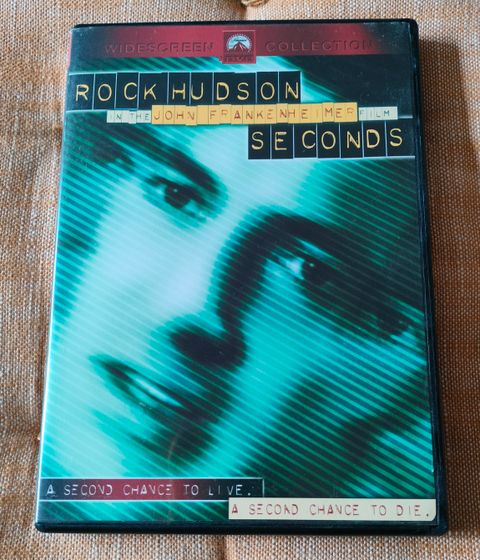 WIDESCREEN COLLECTION
ROCK HUDSON
IN THE JOHN FRANKENHEIMER FILM
SECONDS
A SECOND CHANCE TO LIVE.
A SECOND CHANCE TO DIE.